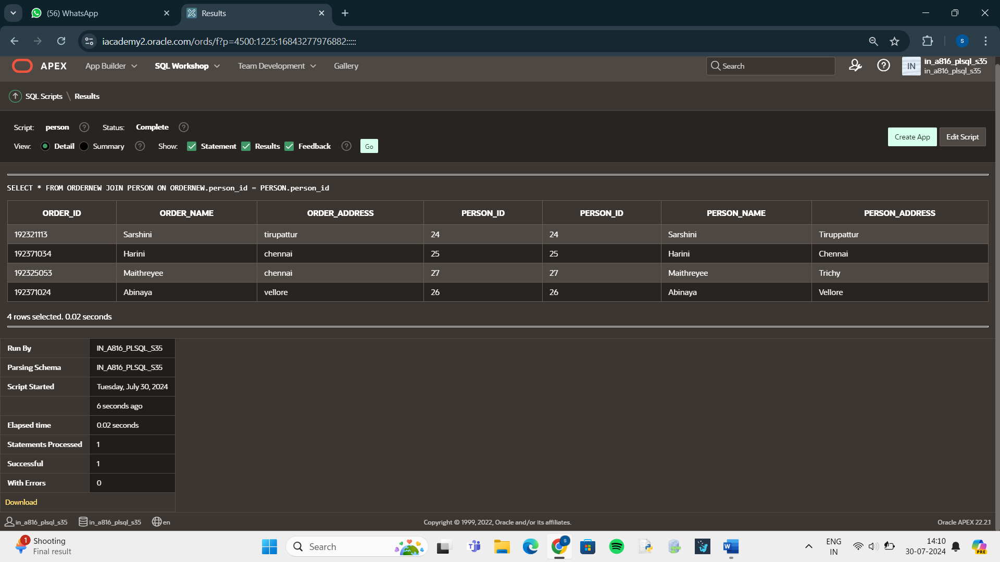 (56) WhatsApp
Results
iacademy2.oracle.com/ords/f?p=4500:1225:16843277976882:::::
S
APEX App Builder SQL Workshop Team Development Gallery
Search
IN
in_a816_plsql_s35
in_a816_plsql_s35
SQL Scripts \ Results
Script: person ? Status: Complete ?
View: Detail Summary ? Show: Statement Results Feedback ? Go
Create App Edit Script
SELECT * FROM ORDERNEW JOIN PERSON ON ORDERNEW.person_id = PERSON.person_id
ORDER_ID ORDER_NAME ORDER_ADDRESS PERSON_ID PERSON_ID PERSON_NAME PERSON_ADDRESS
192321113 Sarshini tirupattur 24 24 Sarshini Tiruppattur
192371034 Harini chennai 25 25 Harini Chennai
192325053 Maithreyee chennai 27 27 Maithreyee Trichy
192371024 Abinaya vellore 26 26 Abinaya Vellore
4 rows selected. 0.02 seconds
Run By IN_A816_PLSQL_S35
Parsing Schema IN_A816_PLSQL_S35
Script Started Tuesday, July 30, 2024
6 seconds ago
Elapsed time 0.02 seconds
Statements Processed 1
Successful 1
With Errors 0
Download
in_a816_plsql_s35 in_a816_plsql_s35 en
Copyright © 1999, 2022, Oracle and/or its affiliates.
Oracle APEX 22.2.1
1
Shooting
Final result
Search
S
W
ENG
IN
14:10
30-07-2024
PRE